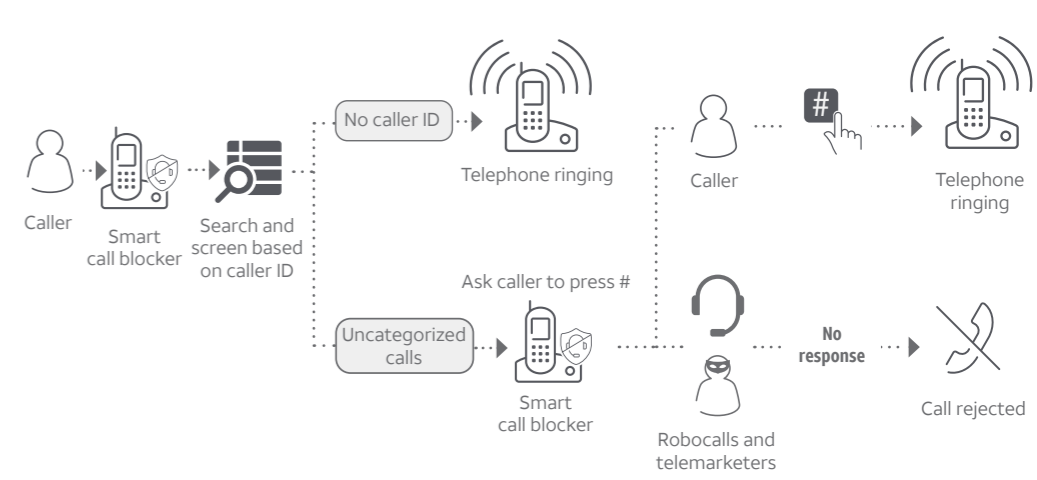 Caller
Smart
call blocker
Search and
screen based
on caller ID
No caller ID
Telephone ringing
Uncategorized
calls
Ask caller to press #
Smart
call blocker
Caller
#
Telephone
ringing
Robocalls and
telemarketers
No
response
Call rejected